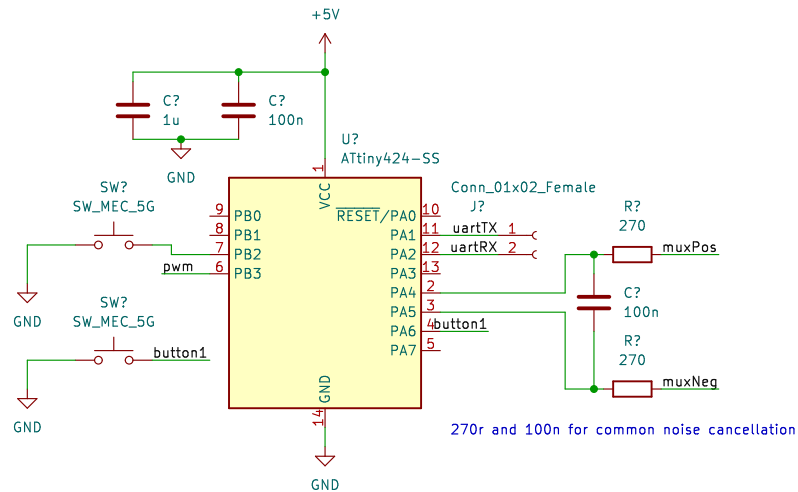 +5V
C?
1u
C?
100n
GND
U?
ATtiny424-SS
1
VCC
SW?
SW_MEC_5G
GND
9 PB0
8 PB1
7 PB2
pwm 6 PB3
RESET/PA0 10
PA1 11 uartTX 1
PA2 12 uartRX 2
PA3 13
PA4 2
PA5 3
PA6 4 button1
PA7 5
Conn_01x02_Female
J?
R?
270
muxPos
C?
100n
R?
270
muxNeg
SW?
SW_MEC_5G
button1
GND
GND
14
GND
270r and 100n for common noise cancellation